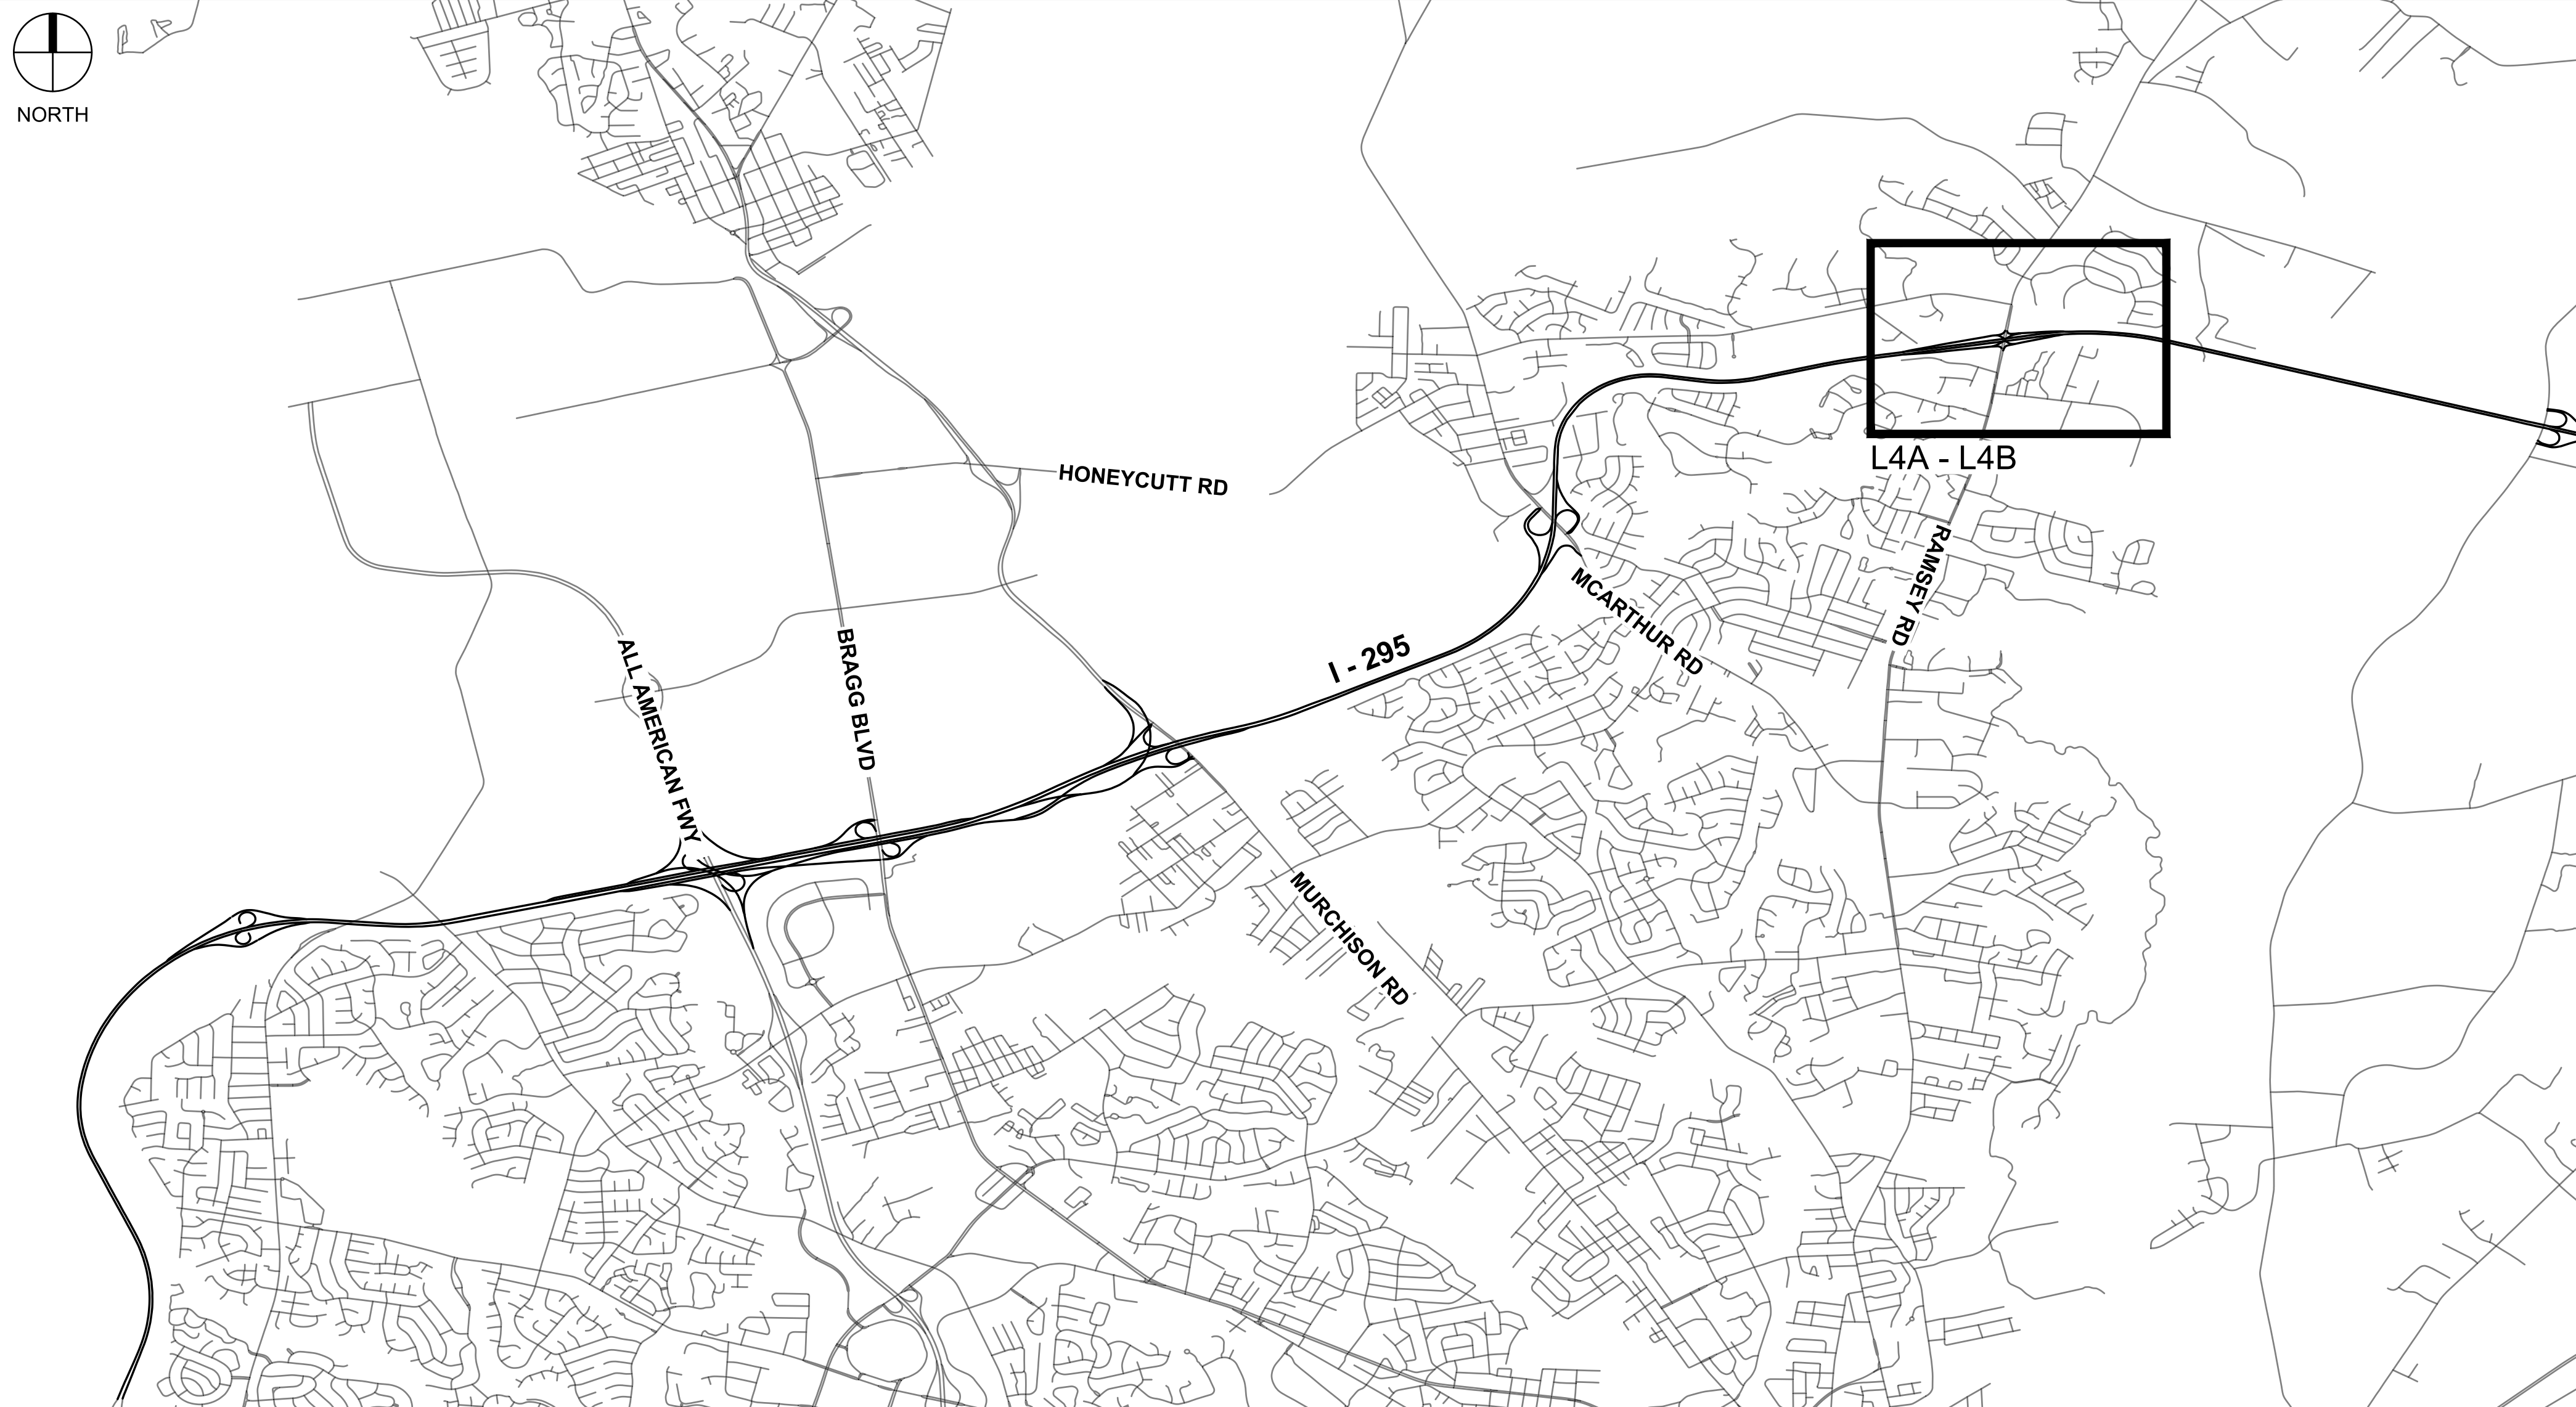 NORTH
L4A - L4B
HONEYCUTT RD
RAMSEY RD
MCARTHUR RD
I - 295
BRAGG BLVD
ALL AMERICAN FWY
MURCHISON RD